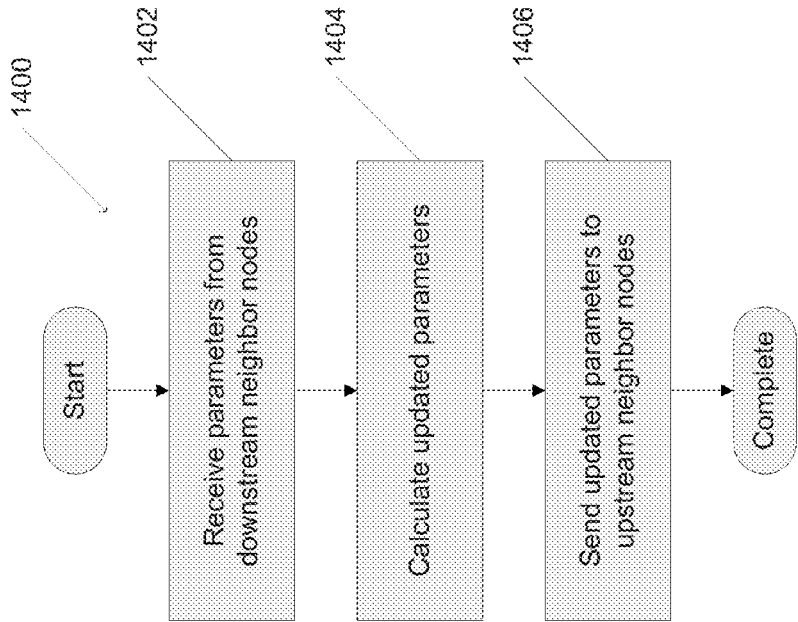 1400
Start
Receive parameters from
downstream neighbor nodes
1402
Calculate updated parameters
1404
Send updated parameters to
upstream neighbor nodes
1406
Complete